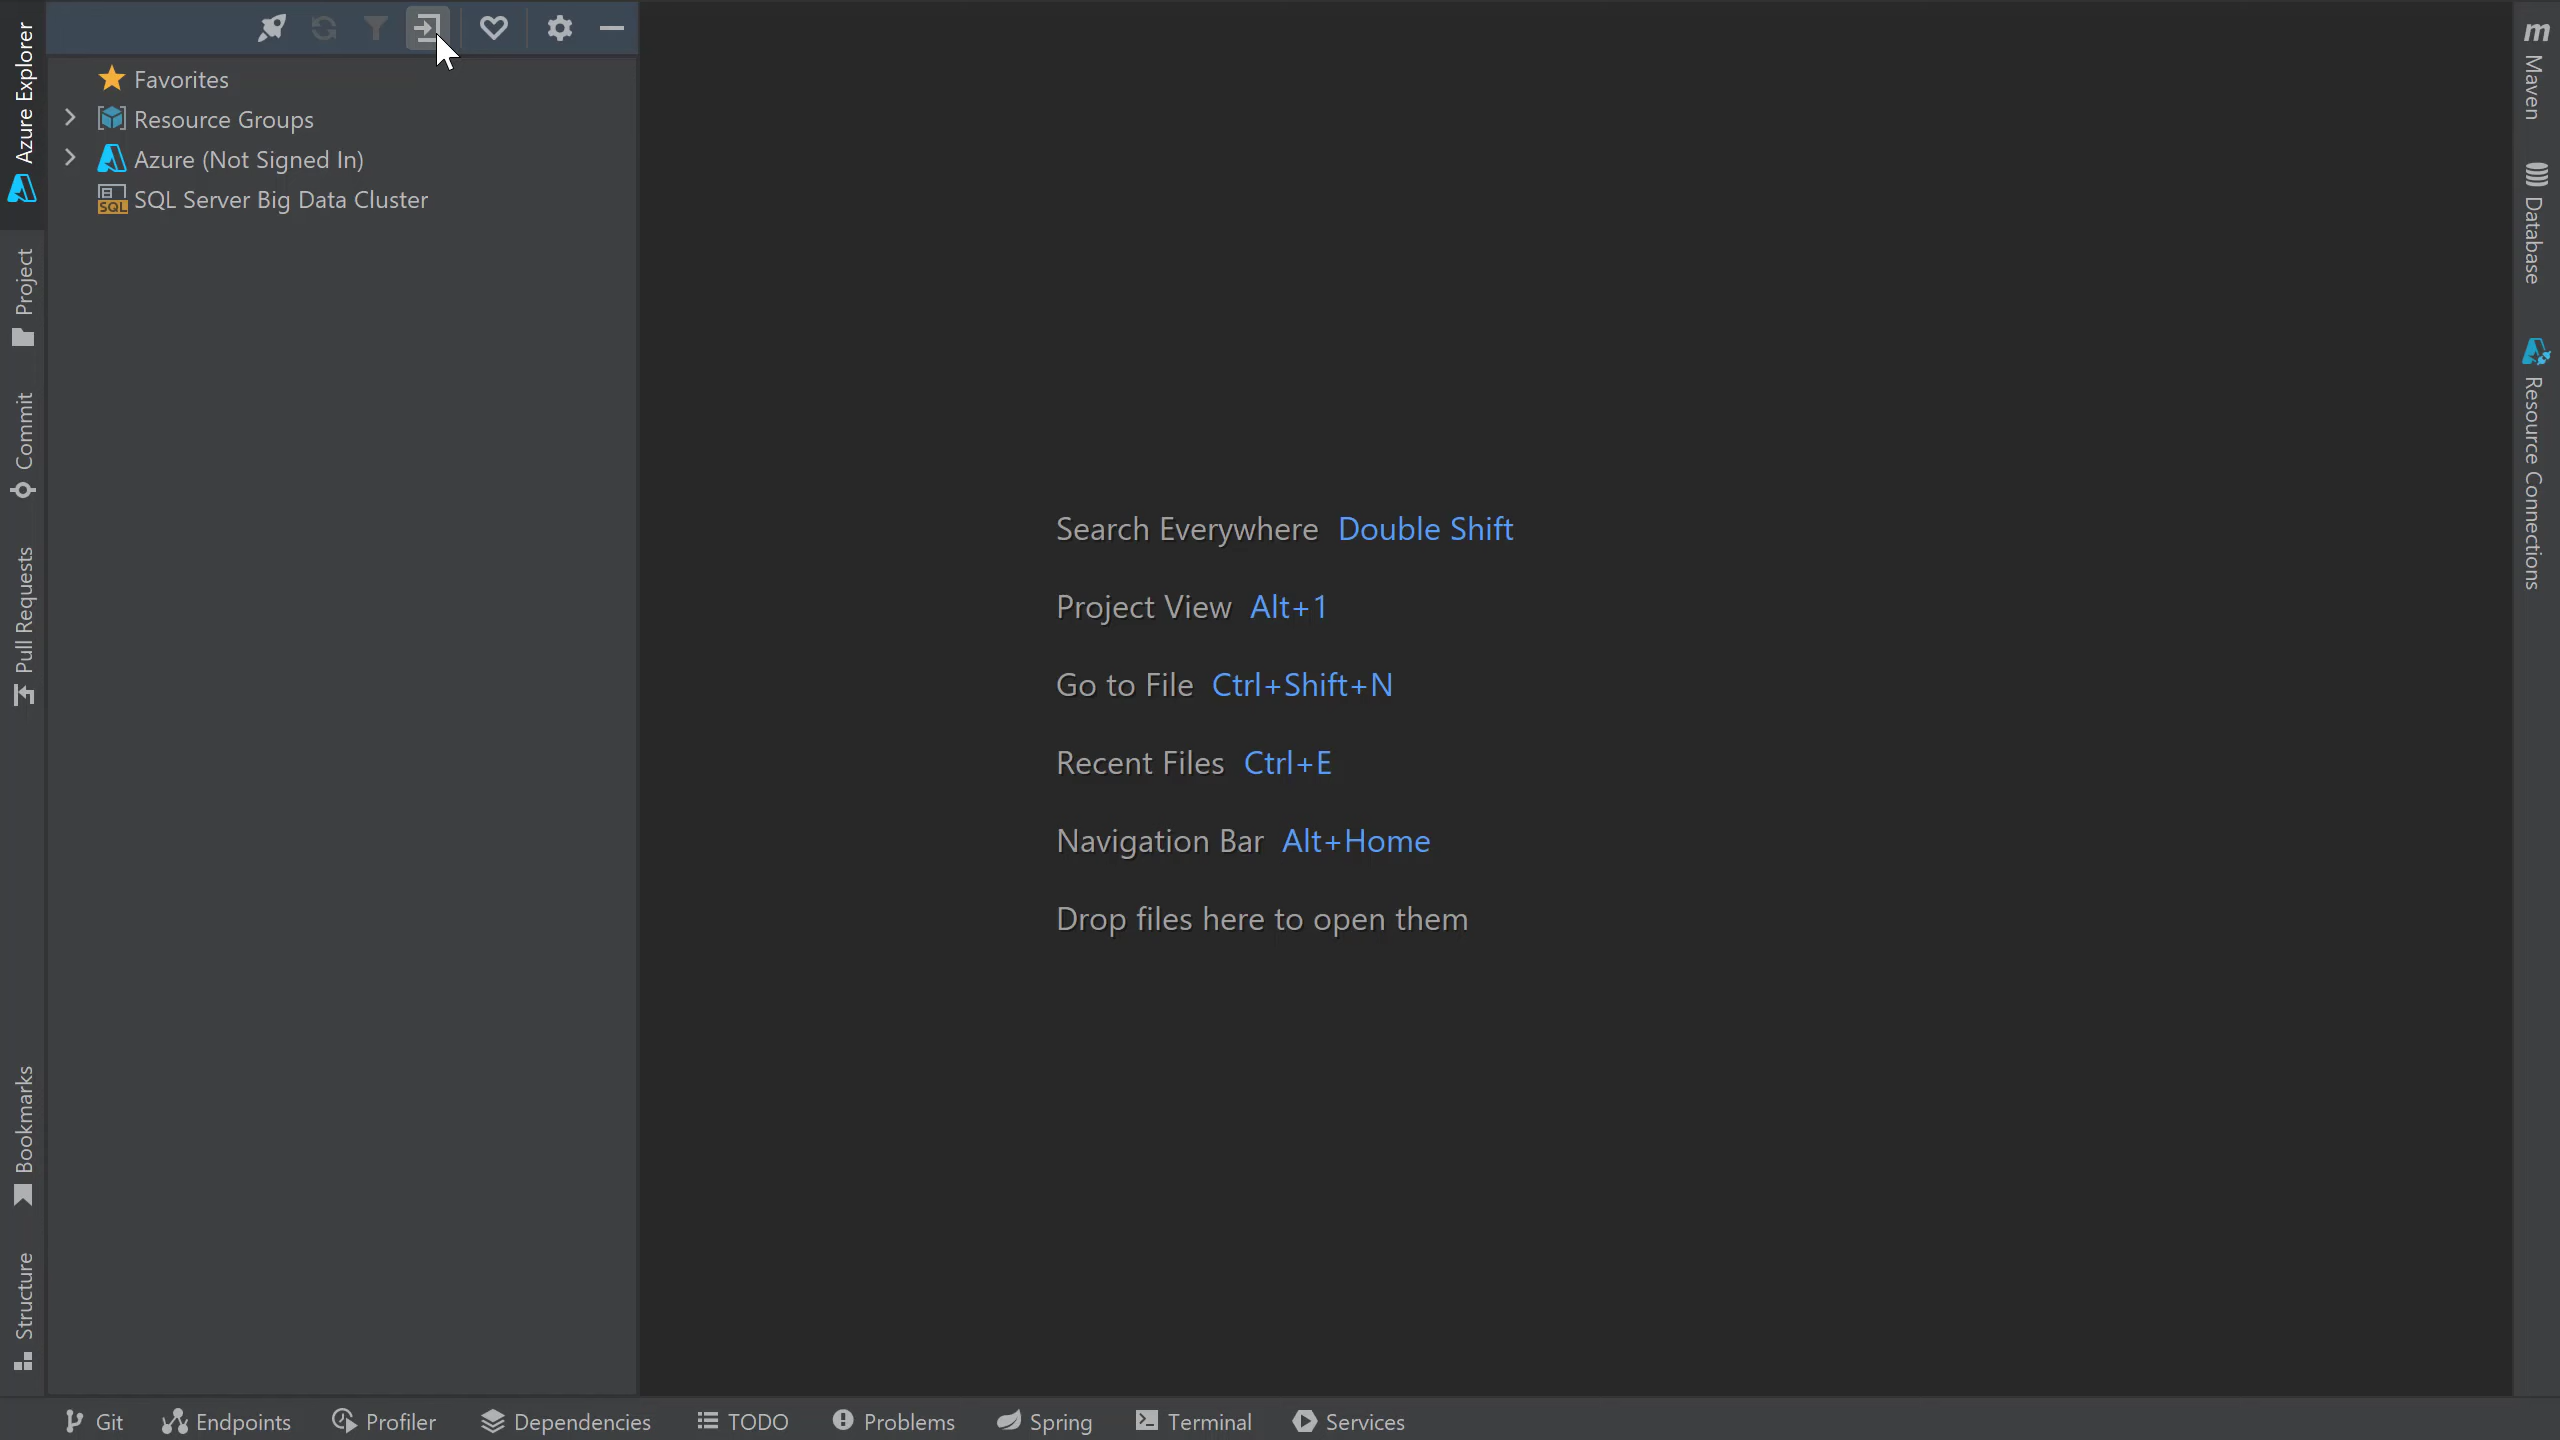 Azure Explorer
Project
Commit
Pull Requests
Bookmarks
Structure
Favorites
Resource Groups
Azure (Not Signed In)
SQL
SQL Server Big Data Cluster
Search Everywhere Double Shift
Project View Alt+1
Go to File Ctrl+Shift+N
Recent Files Ctrl+E
Navigation Bar Alt+Home
Drop files here to open them
m
Maven
Database
Resource Connections
Git Endpoints Profiler Dependencies TODO Problems Spring Terminal Services